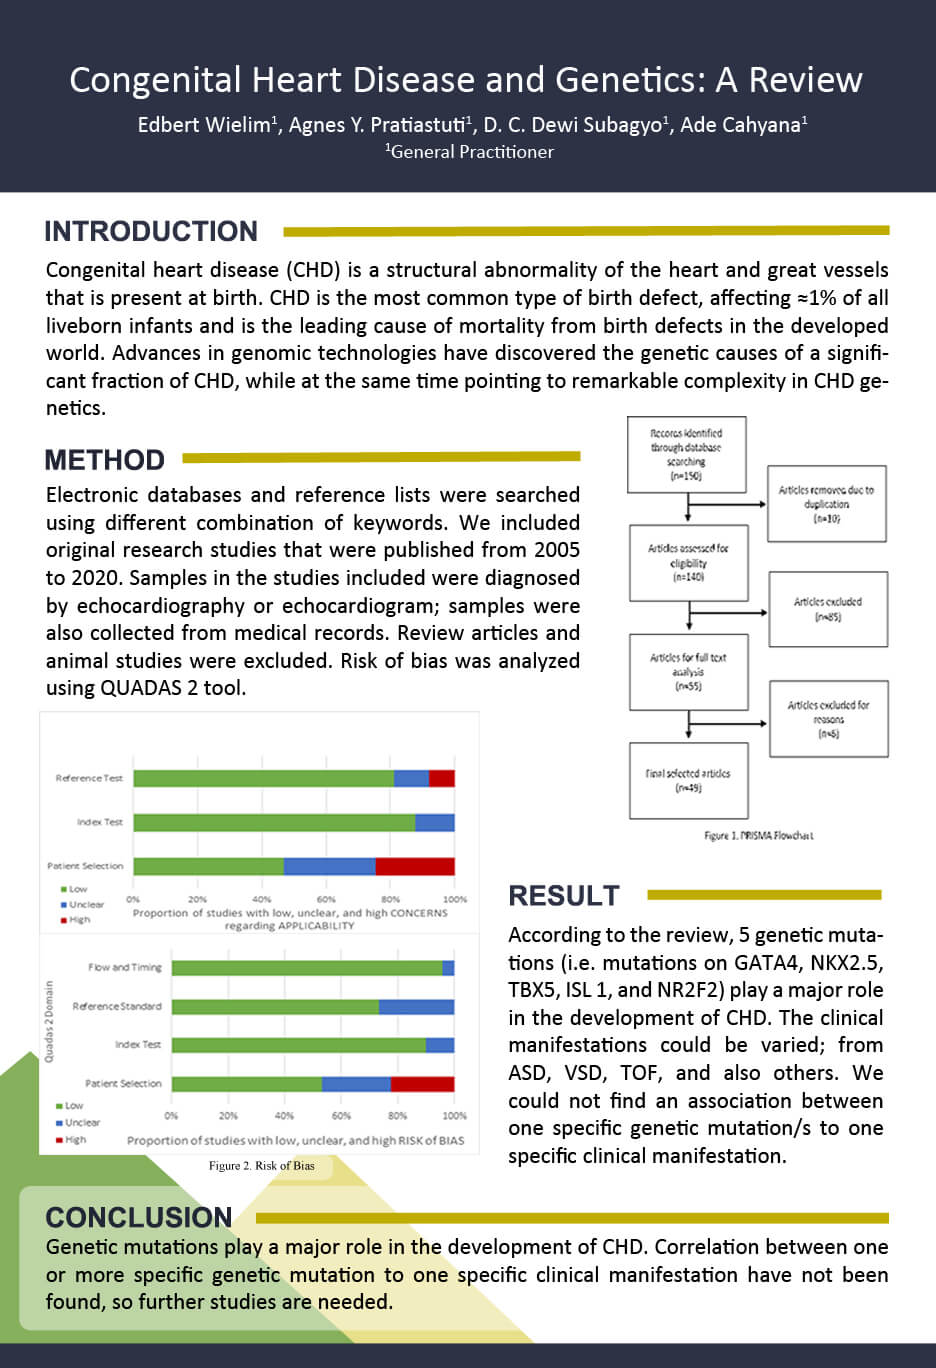 Congenital Heart Disease and Genetics: A Review
Edbert Wielim¹, Agnes Y. Pratiastuti¹, D. C. Dewi Subagyo¹, Ade Cahyana¹
¹General Practitioner
INTRODUCTION
Congenital heart disease (CHD) is a structural abnormality of the heart and great vessels
that is present at birth. CHD is the most common type of birth defect, affecting ≈1% of all
liveborn infants and is the leading cause of mortality from birth defects in the developed
world. Advances in genomic technologies have discovered the genetic causes of a signifi-
cant fraction of CHD, while at the same time pointing to remarkable complexity in CHD ge-
netics.
METHOD
Electronic databases and reference lists were searched
using different combination of keywords. We included
original research studies that were published from 2005
to 2020. Samples in the studies included were diagnosed
by echocardiography or echocardiogram; samples were
also collected from medical records. Review articles and
animal studies were excluded. Risk of bias was analyzed
using QUADAS 2 tool.
Records identified
through database
searching
(n=150)
Articles removed due to
duplication
(n=10)
Articles assessed for
eligibility
(n=140)
Articles excluded
(n=85)
Articles for full text
analysis
(n=55)
Articles excluded for
reasons
(n=6)
Final selected articles
(n=49)
Figure 1. PRISMA Flowchart
Reference Test
Index Test
Patient Selection
Low
Unclear
High
0% 20% 40% 60% 80% 100%
Proportion of studies with low, unclear, and high CONCERNS
regarding APPLICABILITY
Quadas 2 Domain
Flow and Timing
Reference Standard
Index Test
Patient Selection
Low
Unclear
High
0% 20% 40% 60% 80% 100%
Proportion of studies with low, unclear, and high RISK of BIAS
Figure 2. Risk of Bias
RESULT
According to the review, 5 genetic muta-
tions (i.e. mutations on GATA4, NKX2.5,
TBX5, ISL 1, and NR2F2) play a major role
in the development of CHD. The clinical
manifestations could be varied; from
ASD, VSD, TOF, and also others. We
could not find an association between
one specific genetic mutation/s to one
specific clinical manifestation.
CONCLUSION
Genetic mutations play a major role in the development of CHD. Correlation between one
or more specific genetic mutation to one specific clinical manifestation have not been
found, so further studies are needed.